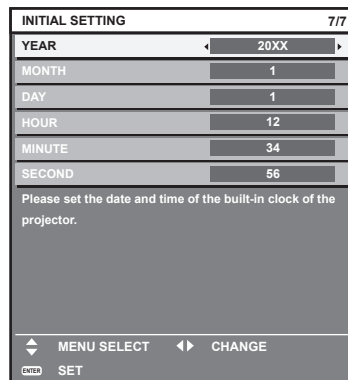 INITIAL SETTING 7/7
YEAR 20XX
MONTH 1
DAY 1
HOUR 12
MINUTE 34
SECOND 56
Please set the date and time of the built-in clock of the
projector.
MENU SELECT CHANGE
ENTER SET